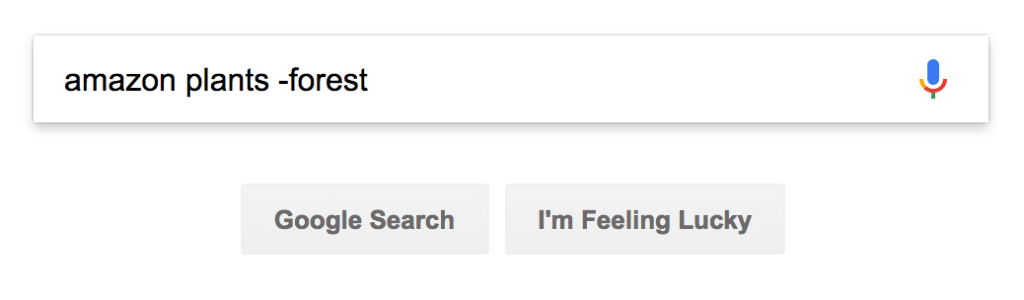 amazon plants -forest
Google Search
I'm Feeling Lucky